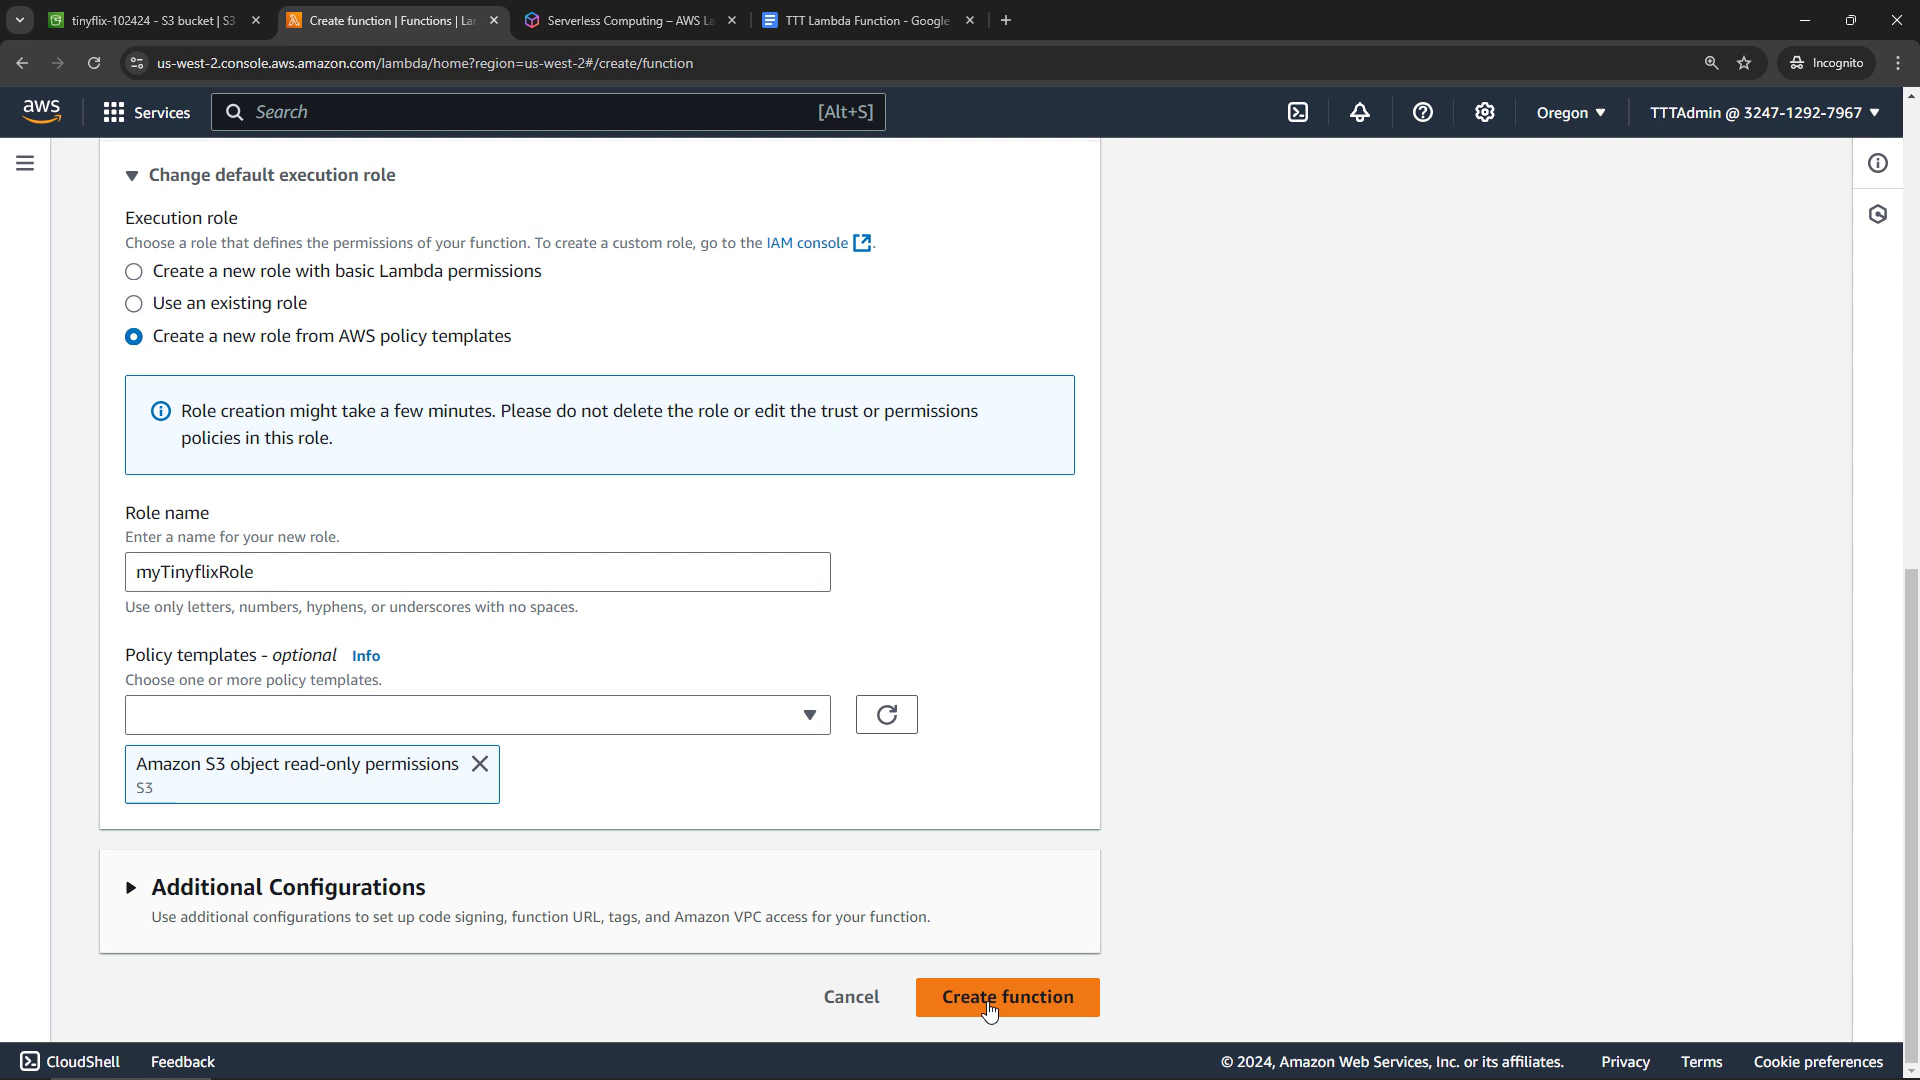 tinyflix-102424 - S3 bucket | S3
Create function | Functions | La
Serverless Computing – AWS La
TTT Lambda Function - Google
us-west-2.console.aws.amazon.com/lambda/home?region=us-west-2#/create/function
Incognito
aws
Services
Search
[Alt+S]
Oregon
TTTAdmin @ 3247-1292-7967
Change default execution role
Execution role
Choose a role that defines the permissions of your function. To create a custom role, go to the IAM console.
Create a new role with basic Lambda permissions
Use an existing role
Create a new role from AWS policy templates
Role creation might take a few minutes. Please do not delete the role or edit the trust or permissions
policies in this role.
Role name
Enter a name for your new role.
myTinyflixRole
Use only letters, numbers, hyphens, or underscores with no spaces.
Policy templates - optional Info
Choose one or more policy templates.
Amazon S3 object read-only permissions
S3
Additional Configurations
Use additional configurations to set up code signing, function URL, tags, and Amazon VPC access for your function.
Cancel
Create function
CloudShell
Feedback
© 2024, Amazon Web Services, Inc. or its affiliates.
Privacy
Terms
Cookie preferences